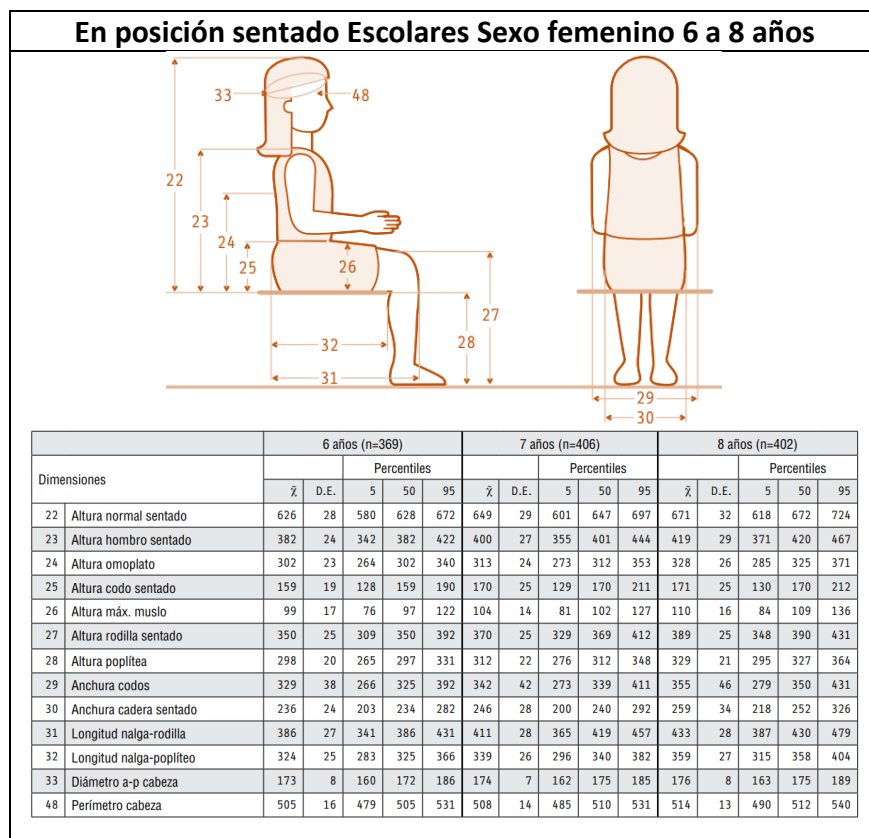 En posición sentado Escolares Sexo femenino 6 a 8 años
33
48
22
23
24
25
26
27
28
32
31
29
30
6 años (n=369) 7 años (n=406) 8 años (n=402)
Dimensiones Percentiles Percentiles Percentiles
x̄ D.E. 5 50 95 x̄ D.E. 5 50 95 x̄ D.E. 5 50 95
22 Altura normal sentado 626 28 580 628 672 649 29 601 647 697 671 32 618 672 724
23 Altura hombro sentado 382 24 342 382 422 400 27 355 401 444 419 29 371 420 467
24 Altura omoplato 302 23 264 302 340 313 24 273 312 353 328 26 285 325 371
25 Altura codo sentado 159 19 128 159 190 170 25 129 170 211 171 25 130 170 212
26 Altura máx. muslo 99 17 76 97 122 104 14 81 102 127 110 16 84 109 136
27 Altura rodilla sentado 350 25 309 350 392 370 25 329 369 412 389 25 348 390 431
28 Altura poplítea 298 20 265 297 331 312 22 276 312 348 329 21 295 327 364
29 Anchura codos 329 38 266 325 392 342 42 273 339 411 355 46 279 350 431
30 Anchura cadera sentado 236 24 203 234 282 246 28 200 240 292 259 34 218 252 326
31 Longitud nalga-rodilla 386 27 341 386 431 411 28 365 419 457 433 28 387 430 479
32 Longitud nalga-poplíteo 324 25 283 325 366 339 26 296 340 382 359 27 315 358 404
33 Diámetro a-p cabeza 173 8 160 172 186 174 7 162 175 185 176 8 163 175 189
48 Perímetro cabeza 505 16 479 505 531 508 14 485 510 531 514 13 490 512 540